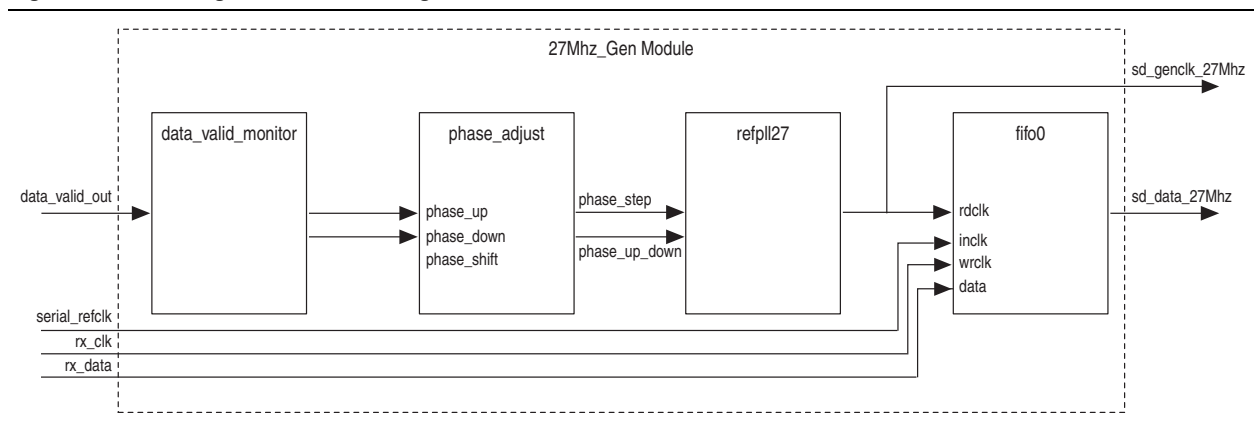 27Mhz_Gen Module
sd_genclk_27Mhz
data_valid_monitor
phase_adjust
refpll27
fifo0
data_valid_out
phase_up
phase_down
phase_shift
phase_step
phase_up_down
rdclk
inclk
wrclk
data
sd_data_27Mhz
serial_refclk
rx_clk
rx_data